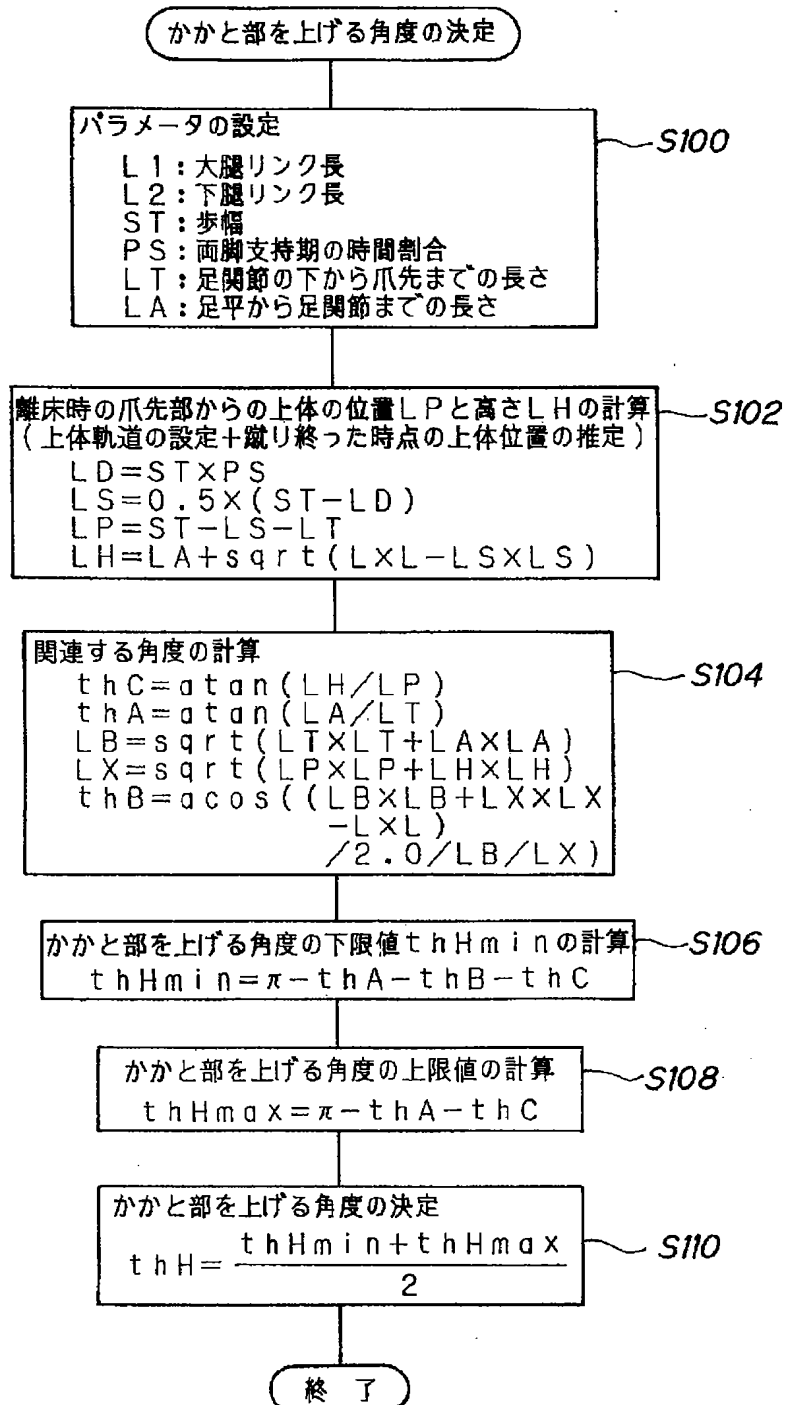 かかと部を上げる角度の決定
パラメータの設定
S100
L1:大腿リンク長
L2:下腿リンク長
ST:歩幅
PS:両脚支持期の時間割合
LT:足関節の下から爪先までの長さ
LA:足平から足関節までの長さ
離床時の爪先部からの上体の位置LPと高さLHの計算
S102
(上体軌道の設定+蹴り終った時点の上体位置の推定)
LD=ST×PS
LS=0.5×(ST-LD)
LP=ST-LS-LT
LH=LA+sqrt(L×L-LS×LS)
関連する角度の計算
S104
thC=atan(LH/LP)
thA=atan(LA/LT)
LB=sqrt(LT×LT+LA×LA)
LX=sqrt(LP×LP+LH×LH)
thB=acos((LB×LB+LX×LX
-L×L)
/2.0/LB/LX)
かかと部を上げる角度の下限値thHminの計算
S106
thHmin=π-thA-thB-thC
かかと部を上げる角度の上限値の計算
S108
thHmax=π-thA-thC
かかと部を上げる角度の決定
S110
thH=
thHmin+thHmax
2
終 了